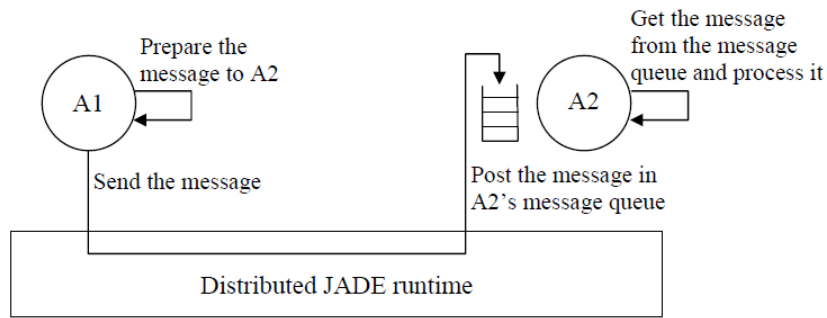 Prepare the
message to A2
A1
Send the message
Get the message
from the message
queue and process it
A2
Post the message in
A2's message queue
Distributed JADE runtime